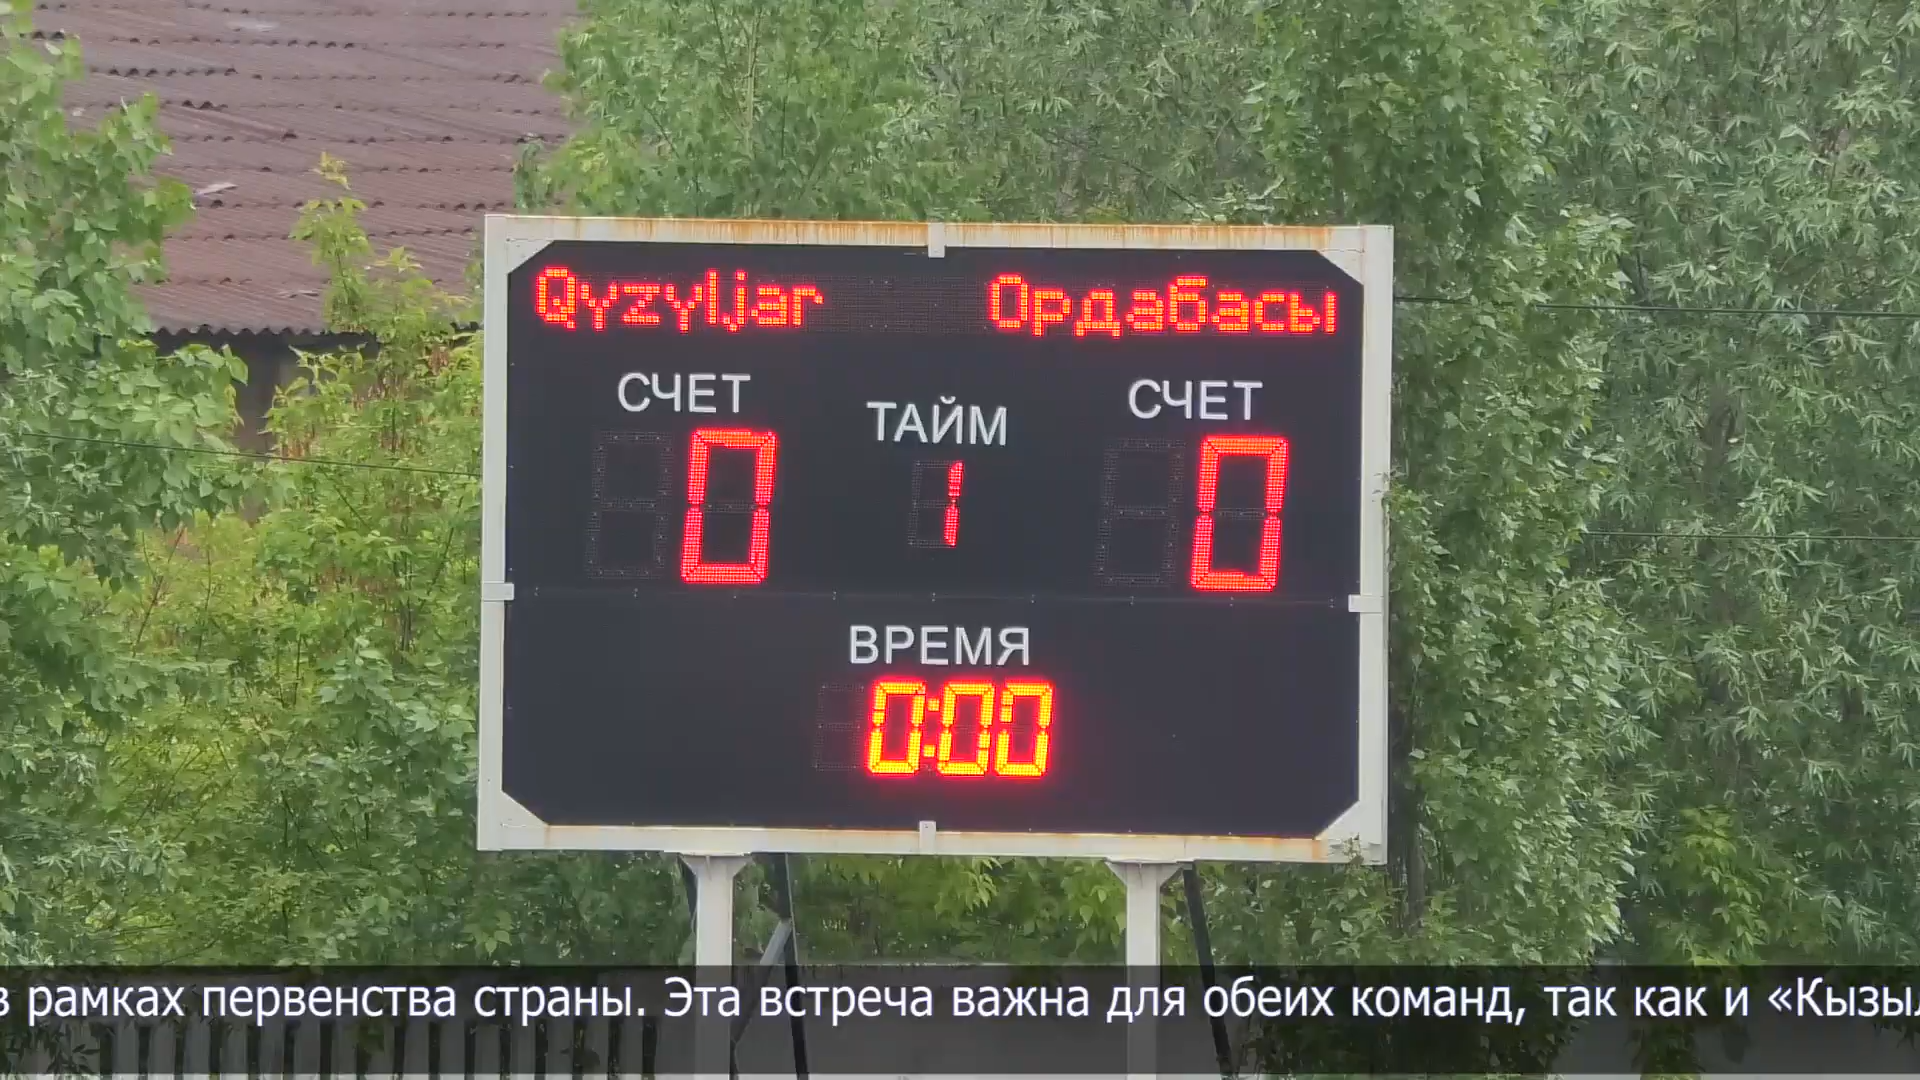 Qyzyljar Ордабасы
СЧЕТ ТАЙМ СЧЕТ
0 1 0
ВРЕМЯ
0:00
в рамках первенства страны. Эта встреча важна для обеих команд, так как и «Кызыл